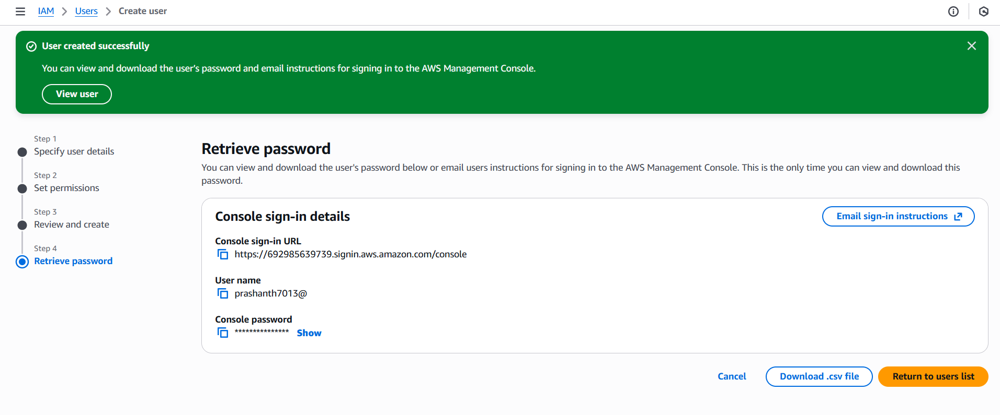 IAM > Users > Create user
User created successfully
You can view and download the user's password and email instructions for signing in to the AWS Management Console.
View user
Step 1
Specify user details
Step 2
Set permissions
Step 3
Review and create
Step 4
Retrieve password
Retrieve password
You can view and download the user's password below or email users instructions for signing in to the AWS Management Console. This is the only time you can view and download this
password.
Console sign-in details
Email sign-in instructions
Console sign-in URL
https://692985639739.signin.aws.amazon.com/console
User name
prashanth7013@
Console password
*************** Show
Cancel
Download .csv file
Return to users list